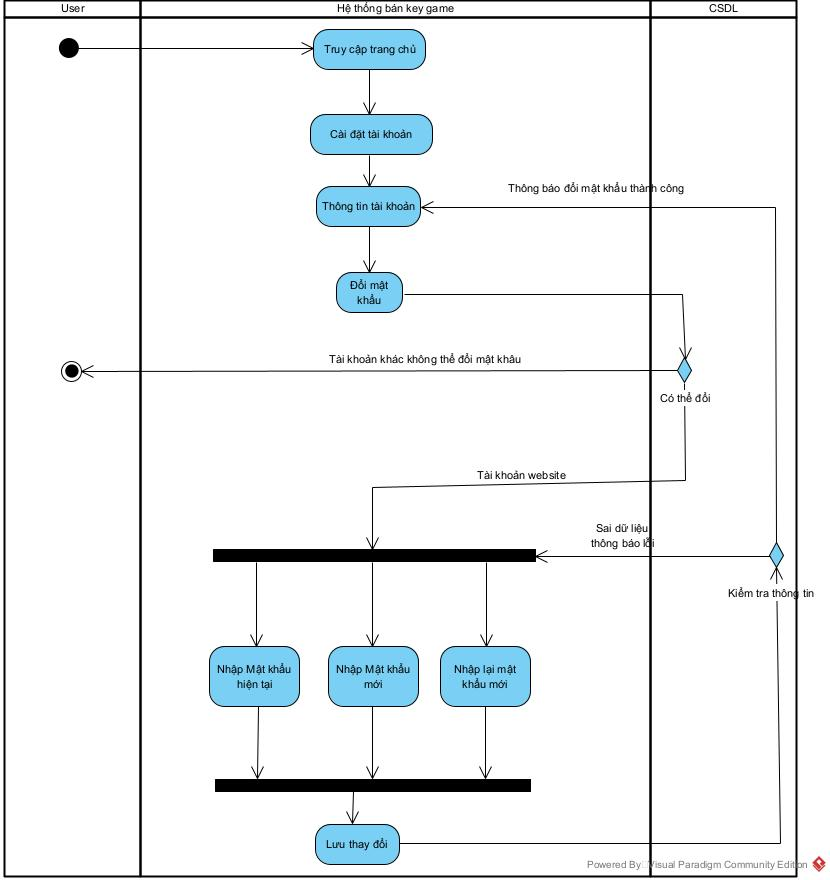 User
Hệ thống bán key game
CSDL
Truy cập trang chủ
Cài đặt tài khoản
Thông báo đổi mật khẩu thành công
Thông tin tài khoản
Đổi mật
khẩu
Tài khoản khác không thể đổi mật khâu
Có thể đổi
Tài khoản website
Sai dữ liệu
thông báo lỗi
Kiểm tra thông tin
Nhập Mật khẩu
hiện tại
Nhập Mật khẩu
mới
Nhập lại mật
khẩu mới
Lưu thay đổi
Powered By Visual Paradigm Community Edition